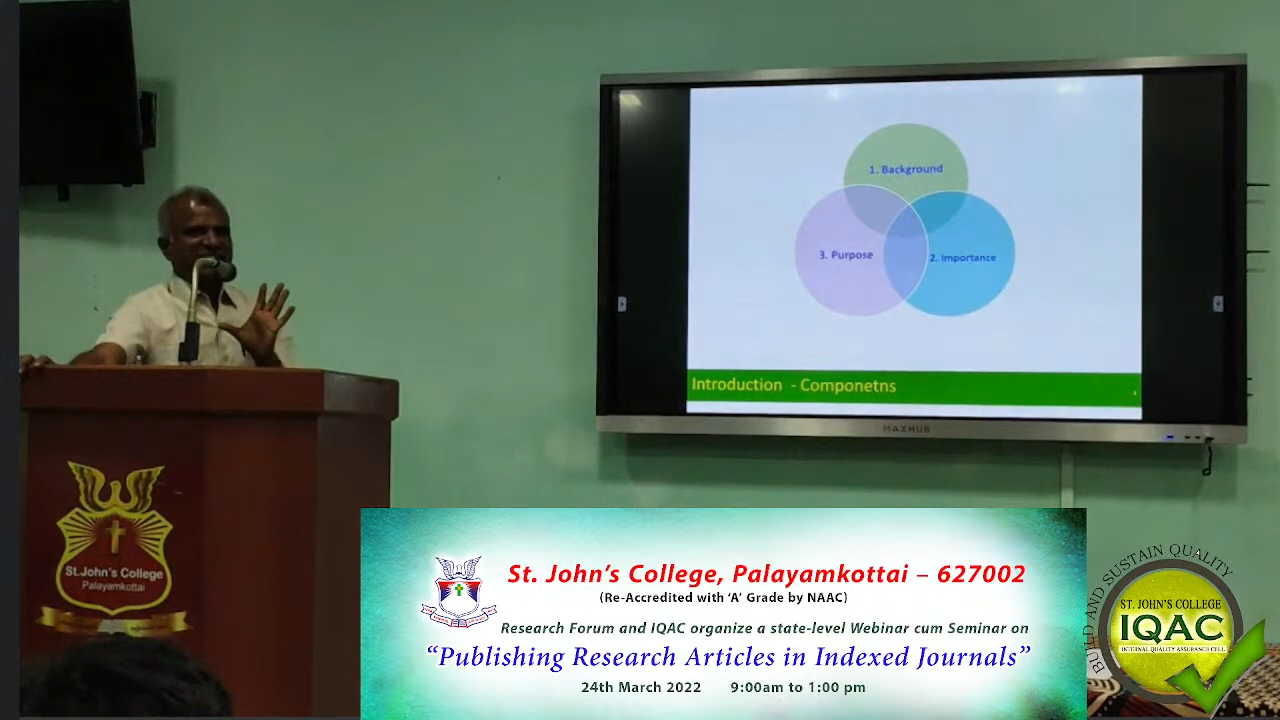 1. Background
3. Purpose
2. Importance
Introduction - Componetns
4
MAXHUB
St.John's College
Palayamkottai
St. John's College, Palayamkottai – 627002
(Re-Accredited with ‘A’ Grade by NAAC)
Research Forum and IQAC organize a state-level Webinar cum Seminar on
“Publishing Research Articles in Indexed Journals”
24th March 2022 9:00am to 1:00 pm
BUILD AND SUSTAIN QUALITY
ST. JOHN'S COLLEGE
IQAC
INTERNAL QUALITY ASSURANCE CELL